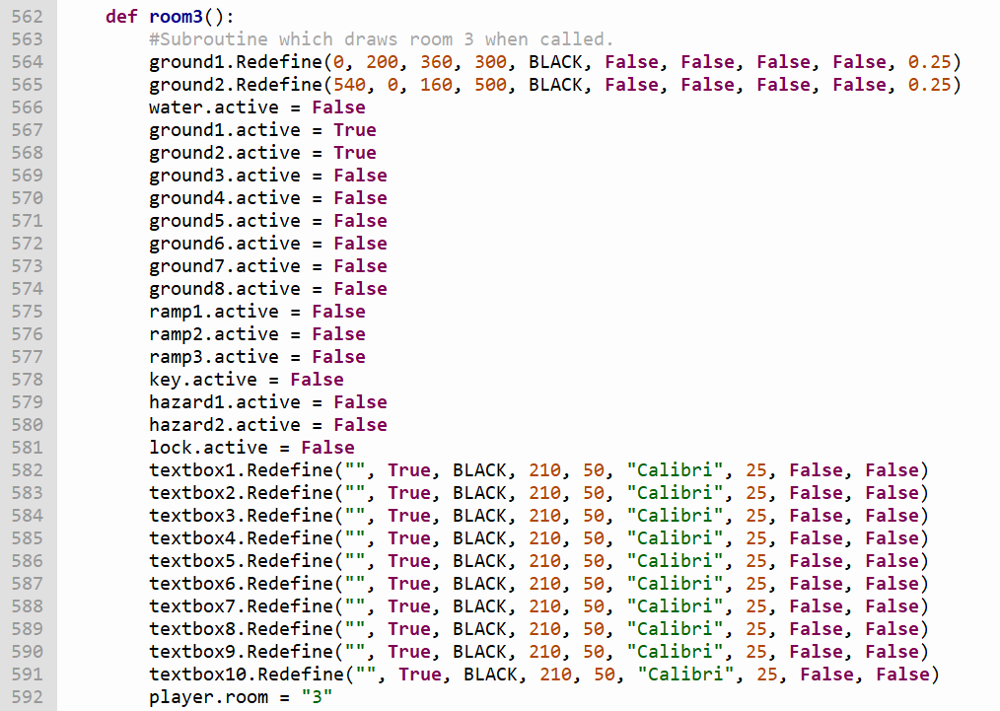 562 def room3():
563 #Subroutine which draws room 3 when called.
564 ground1.Redefine(0, 200, 360, 300, BLACK, False, False, False, False, 0.25)
565 ground2.Redefine(540, 0, 160, 500, BLACK, False, False, False, False, 0.25)
566 water.active = False
567 ground1.active = True
568 ground2.active = True
569 ground3.active = False
570 ground4.active = False
571 ground5.active = False
572 ground6.active = False
573 ground7.active = False
574 ground8.active = False
575 ramp1.active = False
576 ramp2.active = False
577 ramp3.active = False
578 key.active = False
579 hazard1.active = False
580 hazard2.active = False
581 lock.active = False
582 textbox1.Redefine("", True, BLACK, 210, 50, "Calibri", 25, False, False)
583 textbox2.Redefine("", True, BLACK, 210, 50, "Calibri", 25, False, False)
584 textbox3.Redefine("", True, BLACK, 210, 50, "Calibri", 25, False, False)
585 textbox4.Redefine("", True, BLACK, 210, 50, "Calibri", 25, False, False)
586 textbox5.Redefine("", True, BLACK, 210, 50, "Calibri", 25, False, False)
587 textbox6.Redefine("", True, BLACK, 210, 50, "Calibri", 25, False, False)
588 textbox7.Redefine("", True, BLACK, 210, 50, "Calibri", 25, False, False)
589 textbox8.Redefine("", True, BLACK, 210, 50, "Calibri", 25, False, False)
590 textbox9.Redefine("", True, BLACK, 210, 50, "Calibri", 25, False, False)
591 textbox10.Redefine("", True, BLACK, 210, 50, "Calibri", 25, False, False)
592 player.room = "3"